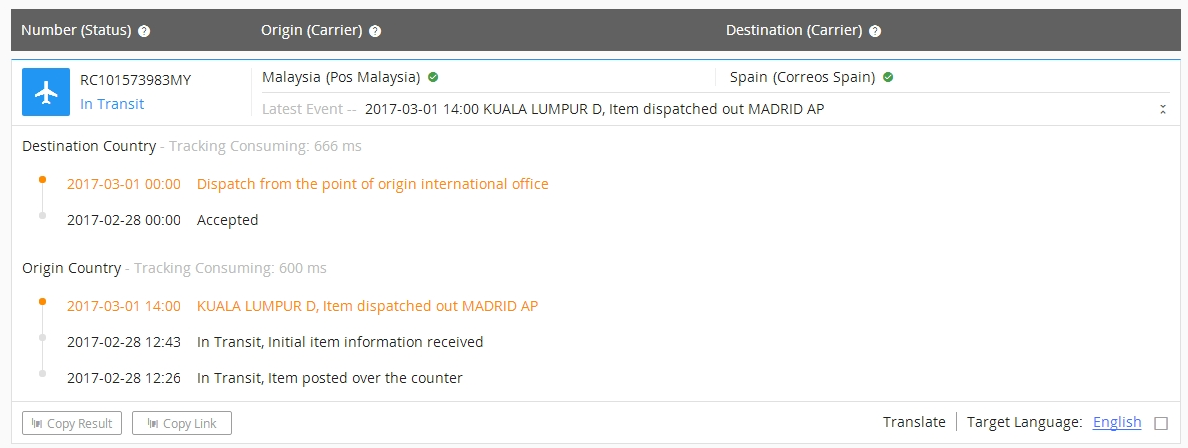 Number (Status) ? Origin (Carrier) ? Destination (Carrier) ?
RC101573983MY Malaysia (Pos Malaysia) Spain (Correos Spain)
In Transit Latest Event -- 2017-03-01 14:00 KUALA LUMPUR D, Item dispatched out MADRID AP
Destination Country - Tracking Consuming: 666 ms
2017-03-01 00:00 Dispatch from the point of origin international office
2017-02-28 00:00 Accepted
Origin Country - Tracking Consuming: 600 ms
2017-03-01 14:00 KUALA LUMPUR D, Item dispatched out MADRID AP
2017-02-28 12:43 In Transit, Initial item information received
2017-02-28 12:26 In Transit, Item posted over the counter
Copy Result Copy Link Translate Target Language: English